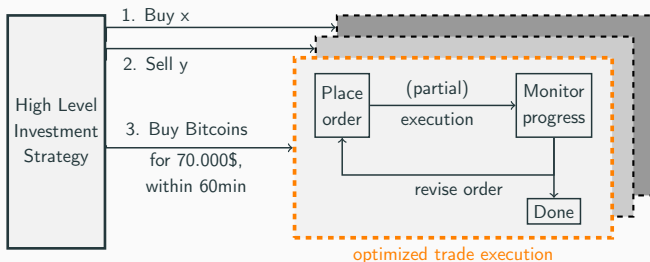 1. Buy x
2. Sell y
High Level
Investment
Strategy
3. Buy Bitcoins
for 70.000$,
within 60min
Place
order
(partial)
execution
Monitor
progress
revise order
Done
optimized trade execution